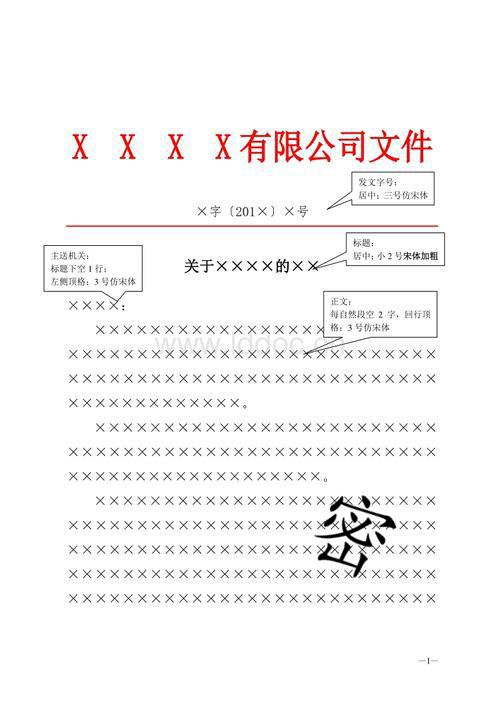 X X X X有限公司文件
发文字号：
居中；三号仿宋体
×字〔201×〕×号
主送机关：
标题下空1行；
左侧顶格：3号仿宋体
标题：
居中；小2号宋体加粗
关于××××的××
正文：
每自然段空 2 字，回行顶
格；3号仿宋体
××××：
××××××××××××××××××××××××××
××××××××××××××××××××××××××××
××××××××××××××××××××××××××××
×××××××××××××。
××××××××××××××××××××××××××
××××××××××××××××××××××××××××
×××××××××××××××××××。
××××××××××××××××××××××××××
××××××××××××××××××××××××××××
××××××××××××××××××××××××××××
××××××××××××××××××××××××××××
××××××××××××××××××××××××××××
密
—1—